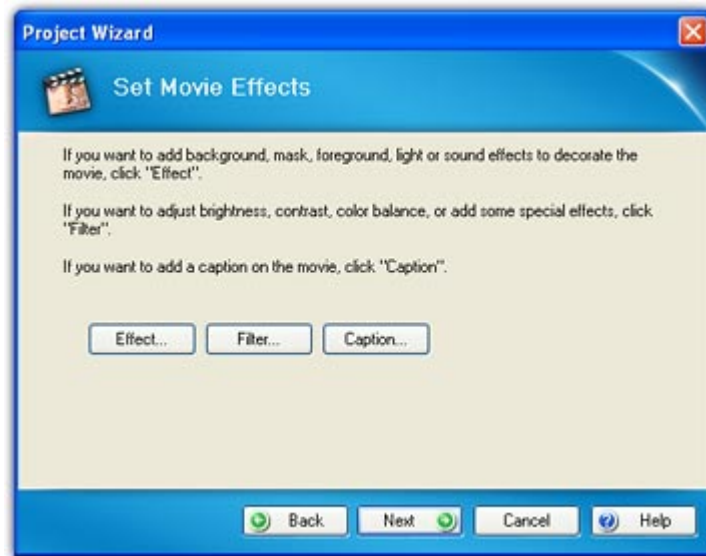 Project Wizard
Set Movie Effects
If you want to add background, mask, foreground, light or sound effects to decorate the
movie, click "Effect".
If you want to adjust brightness, contrast, color balance, or add some special effects, click
"Filter".
If you want to add a caption on the movie, click "Caption".
Effect... Filter... Caption...
Back Next Cancel Help